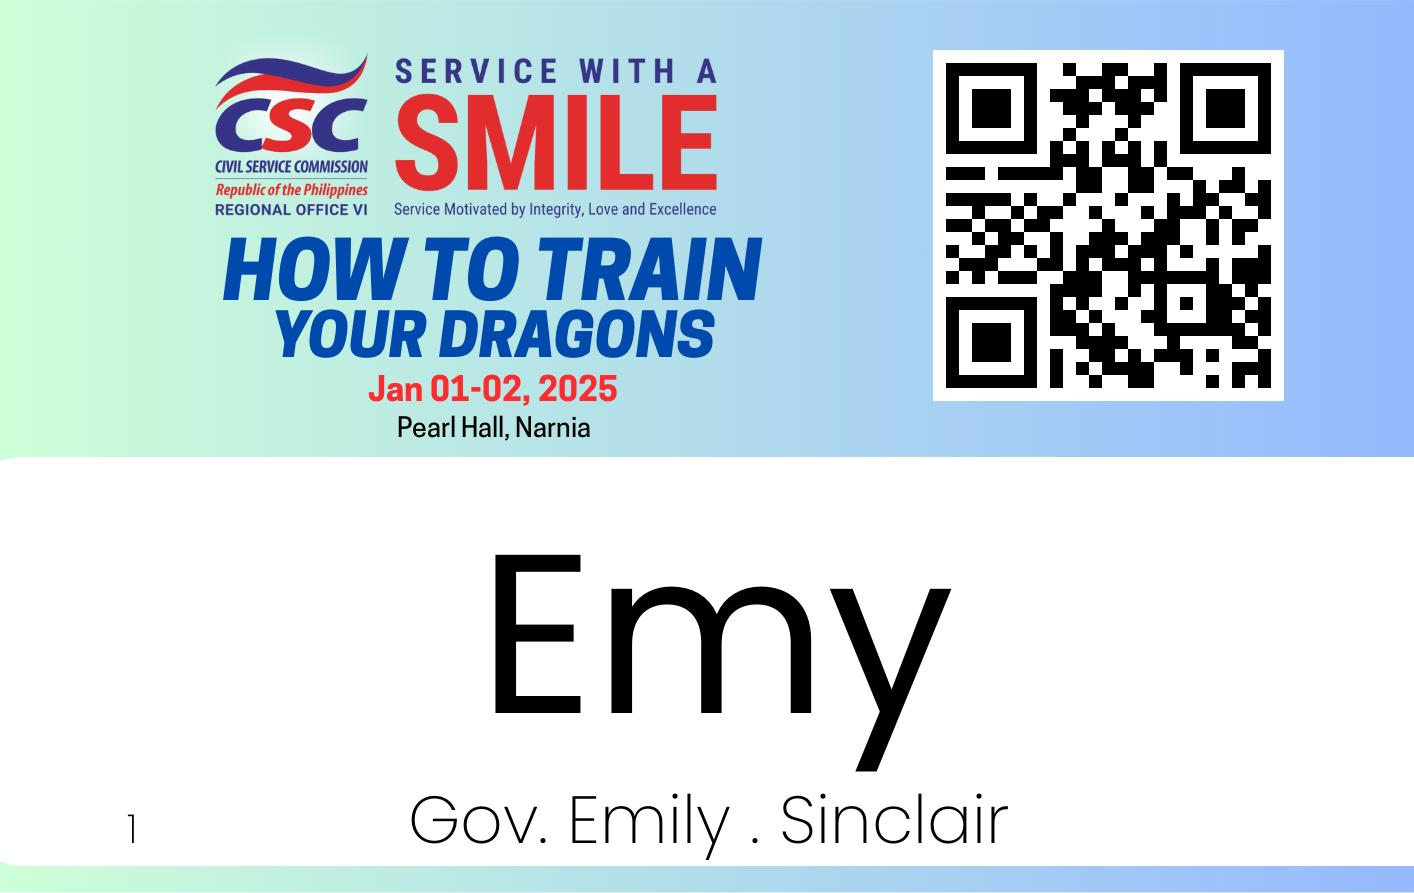 CSC
CIVIL SERVICE COMMISSION
Republic of the Philippines
REGIONAL OFFICE VI
SERVICE WITH A
SMILE
Service Motivated by Integrity, Love and Excellence
HOW TO TRAIN
YOUR DRAGONS
Jan 01-02, 2025
Pearl Hall, Narnia
Emy
Gov. Emily . Sinclair
1